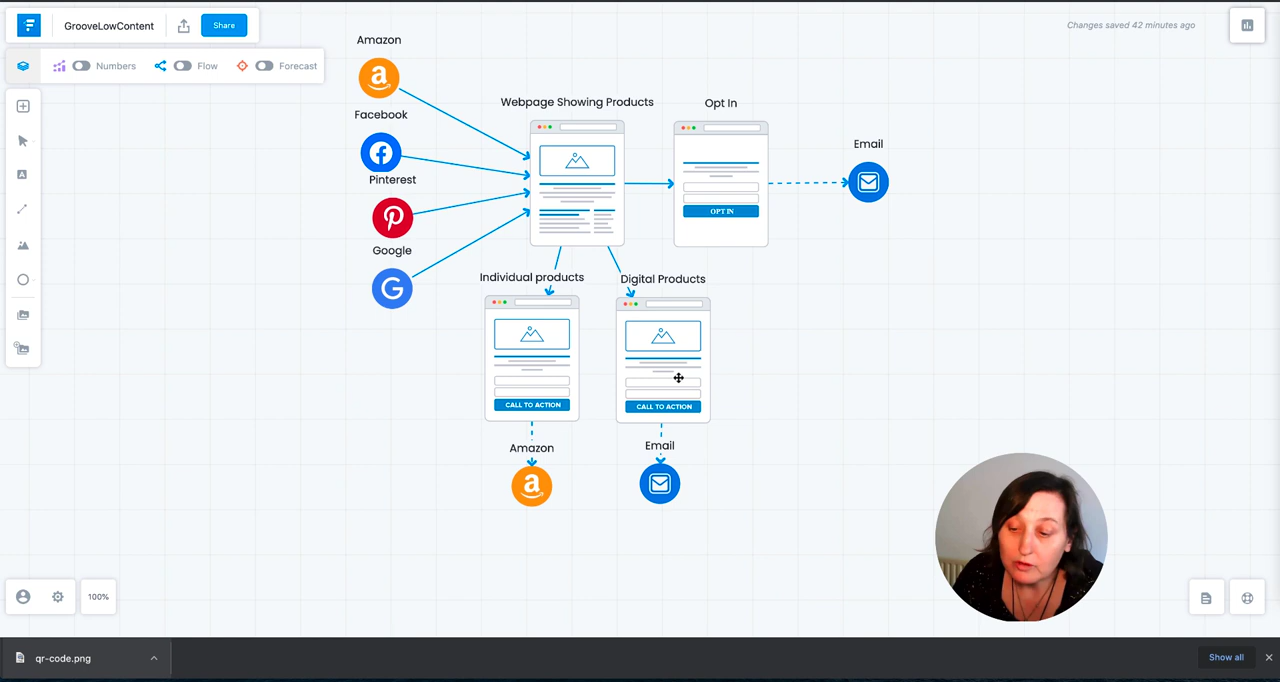 GrooveLowContent
Share
Changes saved 42 minutes ago
Numbers
Flow
Forecast
Amazon
Facebook
Pinterest
Google
Webpage Showing Products
Opt In
OPT IN
Email
Individual products
Digital Products
CALL TO ACTION
CALL TO ACTION
Amazon
Email
100%
qr-code.png
Show all